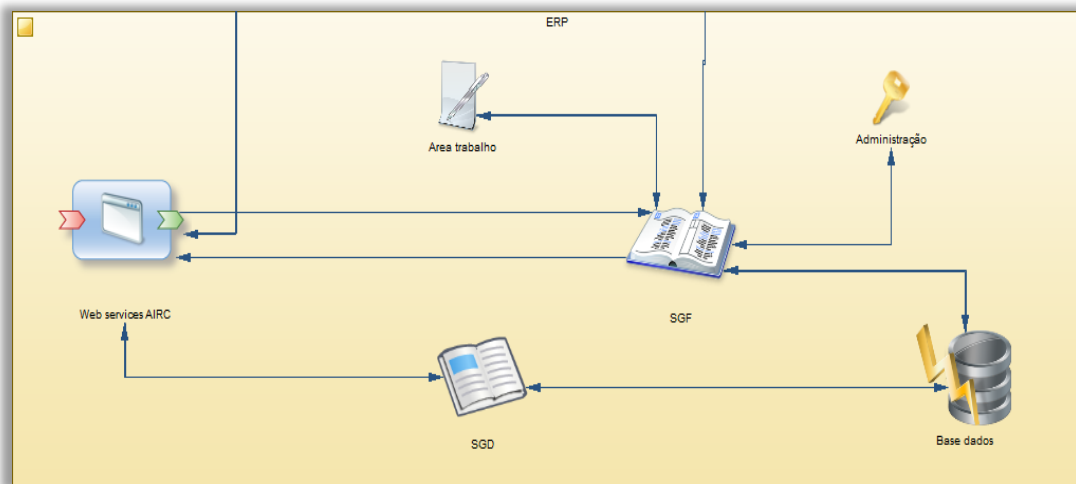 ERP
Area trabalho
Administração
Web services AIRC
SGF
SGD
Base dados